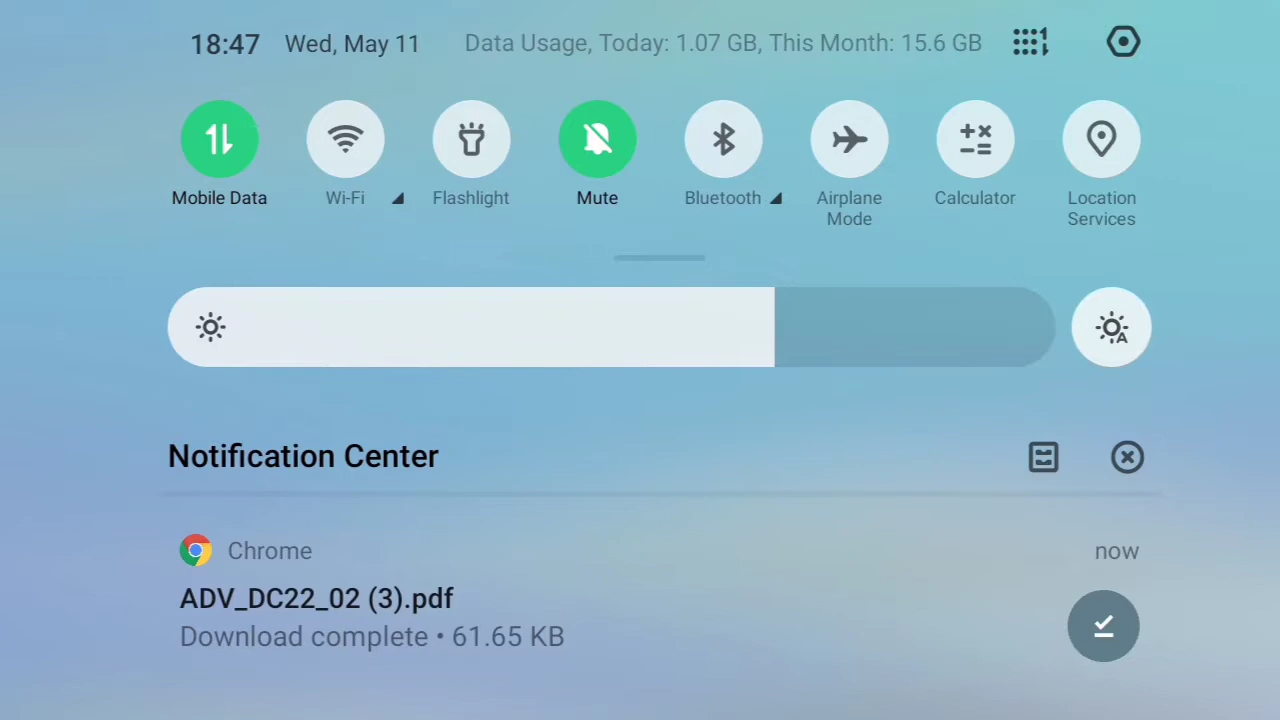 18:47 Wed, May 11 Data Usage, Today: 1.07 GB, This Month: 15.6 GB
Mobile Data Wi-Fi Flashlight Mute Bluetooth Airplane Mode Calculator Location Services
Notification Center
Chrome now
ADV_DC22_02 (3).pdf
Download complete • 61.65 KB